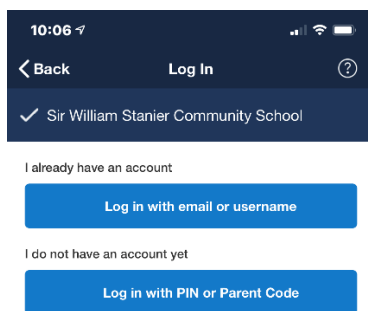 10:06
Back Log In ?
Sir William Stanier Community School
I already have an account
Log in with email or username
I do not have an account yet
Log in with PIN or Parent Code